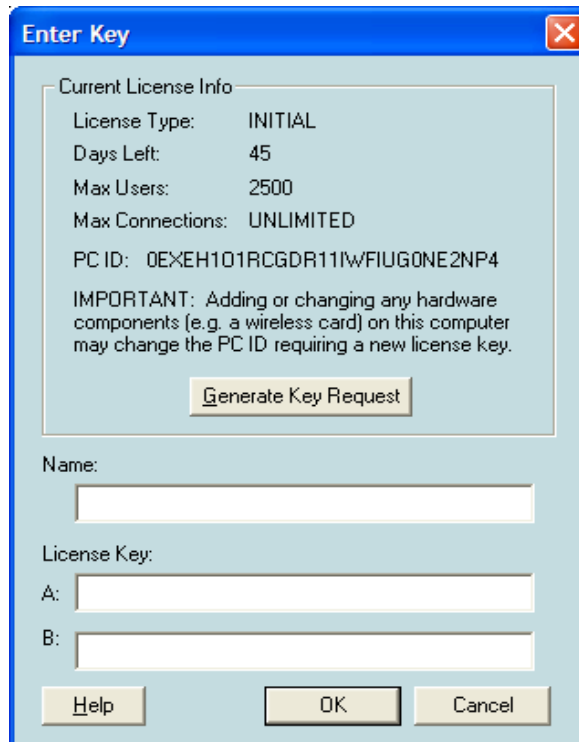 Enter Key
Current License Info
License Type: INITIAL
Days Left: 45
Max Users: 2500
Max Connections: UNLIMITED
PC ID: 0EXEH1O1RCGDR11IWFIUG0NE2NP4
IMPORTANT: Adding or changing any hardware
components (e.g. a wireless card) on this computer
may change the PC ID requiring a new license key.
Generate Key Request
Name:
License Key:
A:
B:
Help OK Cancel